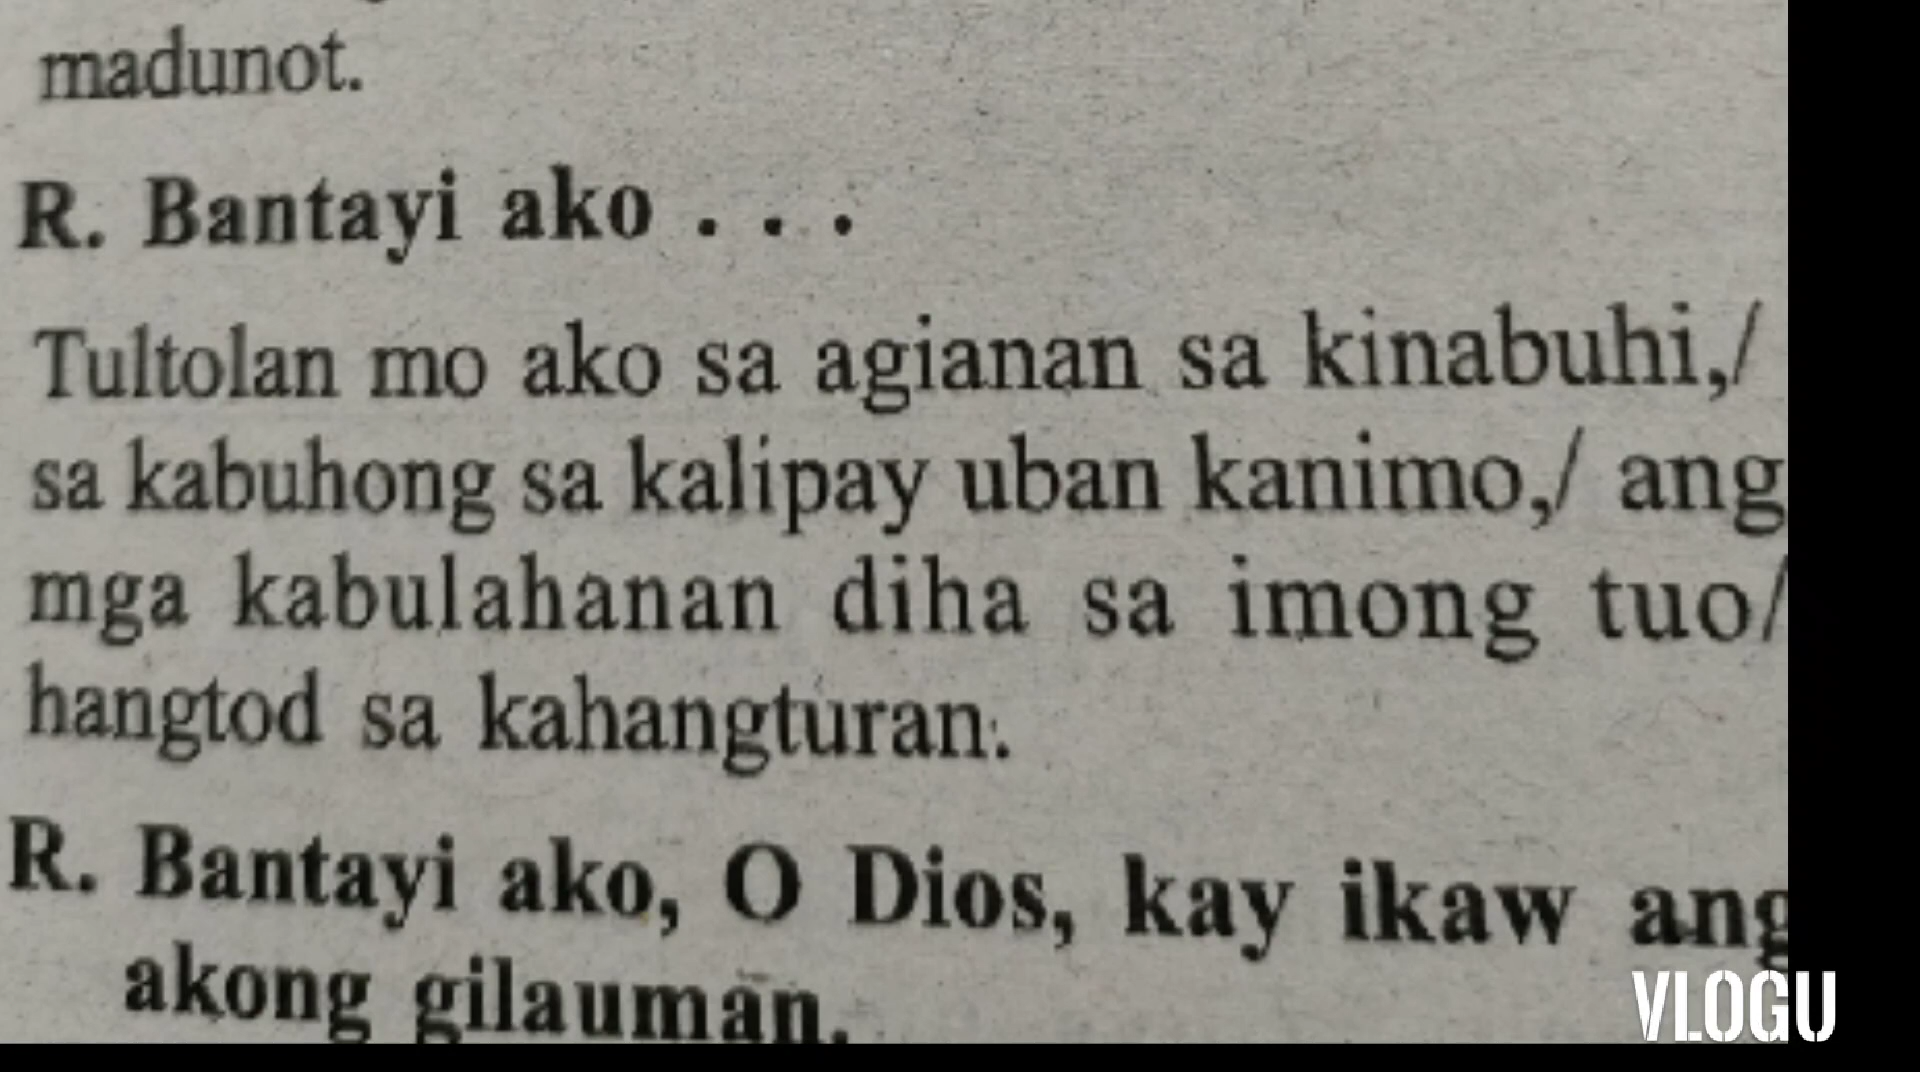 madunot.
R. Bantayi ako . . .
Tultolan mo ako sa agianan sa kinabuhi,/
sa kabuhong sa kalipay uban kanimo,/ ang
mga kabulahanan diha sa imong tuo/
hangtod sa kahangturan.
R. Bantayi ako, O Dios, kay ikaw ang
akong gilauman.
VLOGU